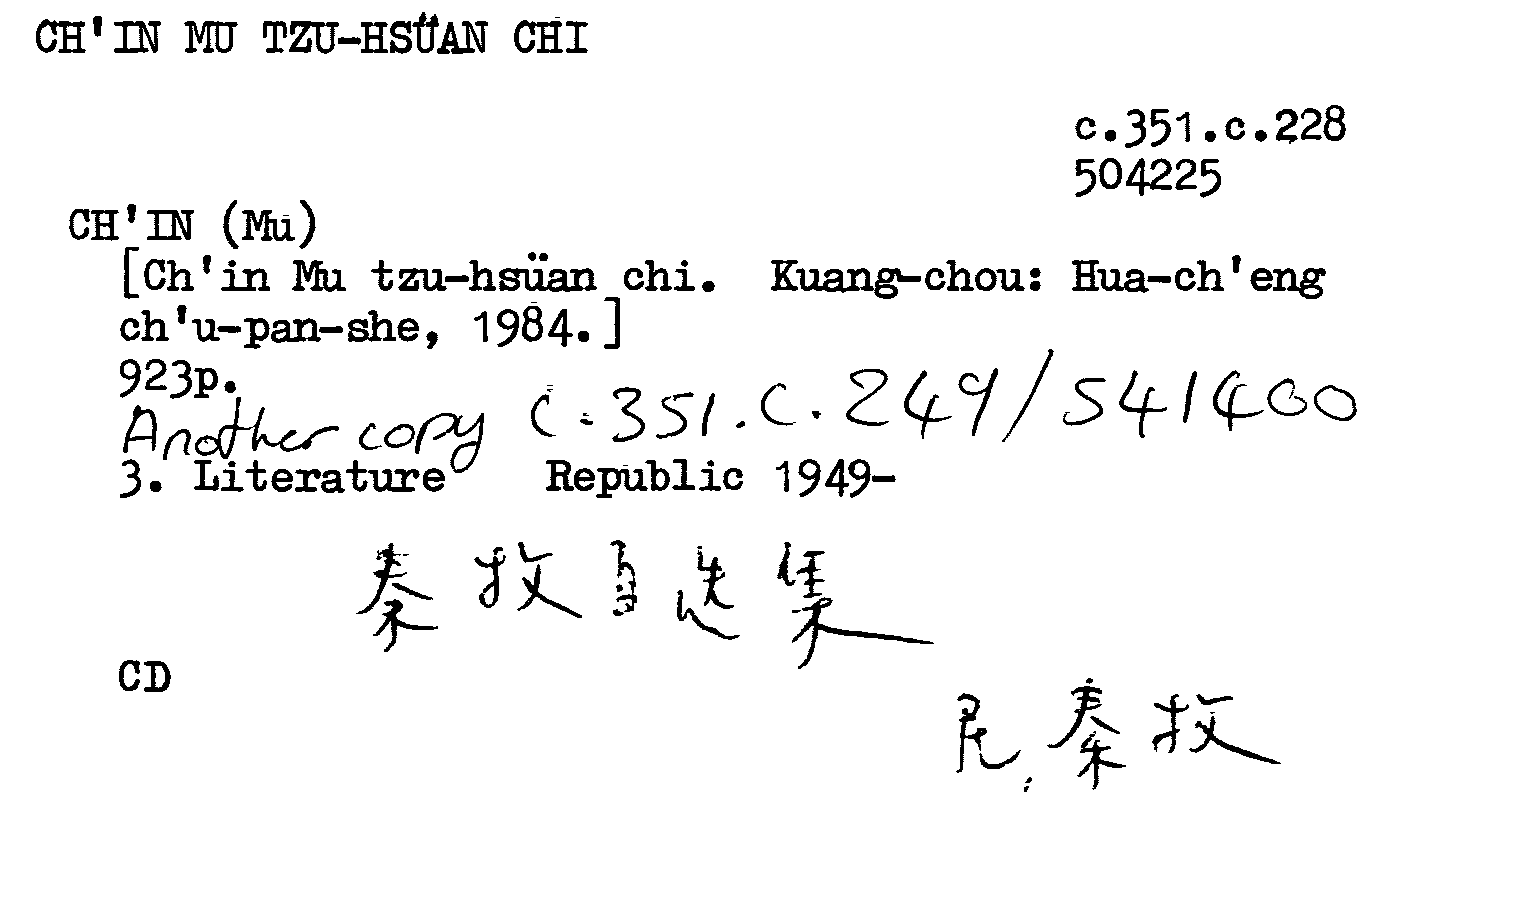 CH'IN MU TZU-HSÜAN CHI
c.351.c.228
504225
CH'IN (Mu)
[Ch'in Mu tzu-hsüan chi. Kuang-chou: Hua-ch'eng
ch'u-pan-she, 1984.]
923p.
Another copy C.351.C.249/541400
3. Literature Republic 1949-
秦牧自选集
CD
民 秦牧